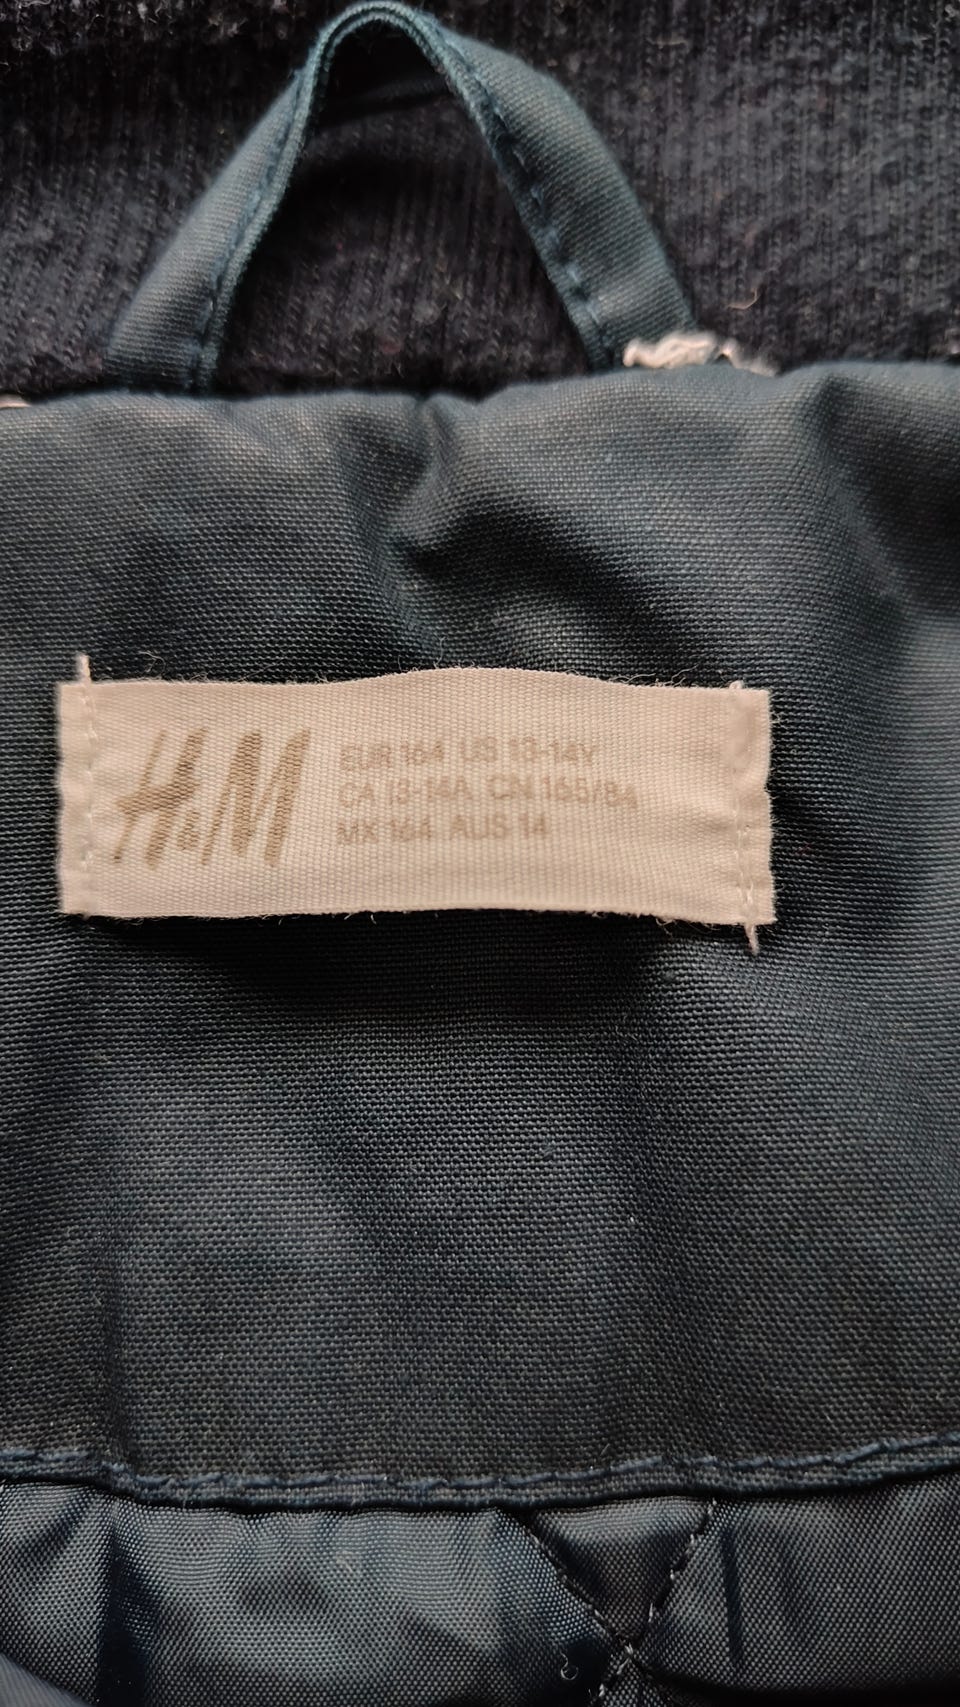 H&M
EUR 164 US 13-14Y
CA 13-14A CN 165/84
MX 164 AUS 14